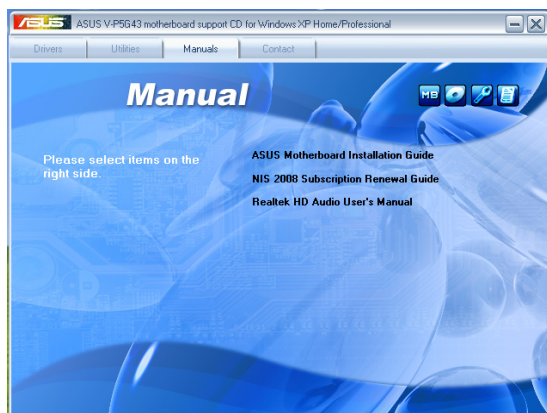 ASUS ASUS V-P5G43 motherboard support CD for Windows XP Home/Professional
Drivers Utilities Manuals Contact
Manual
MB
Please select items on the
right side.
ASUS Motherboard Installation Guide
NIS 2008 Subscription Renewal Guide
Realtek HD Audio User's Manual